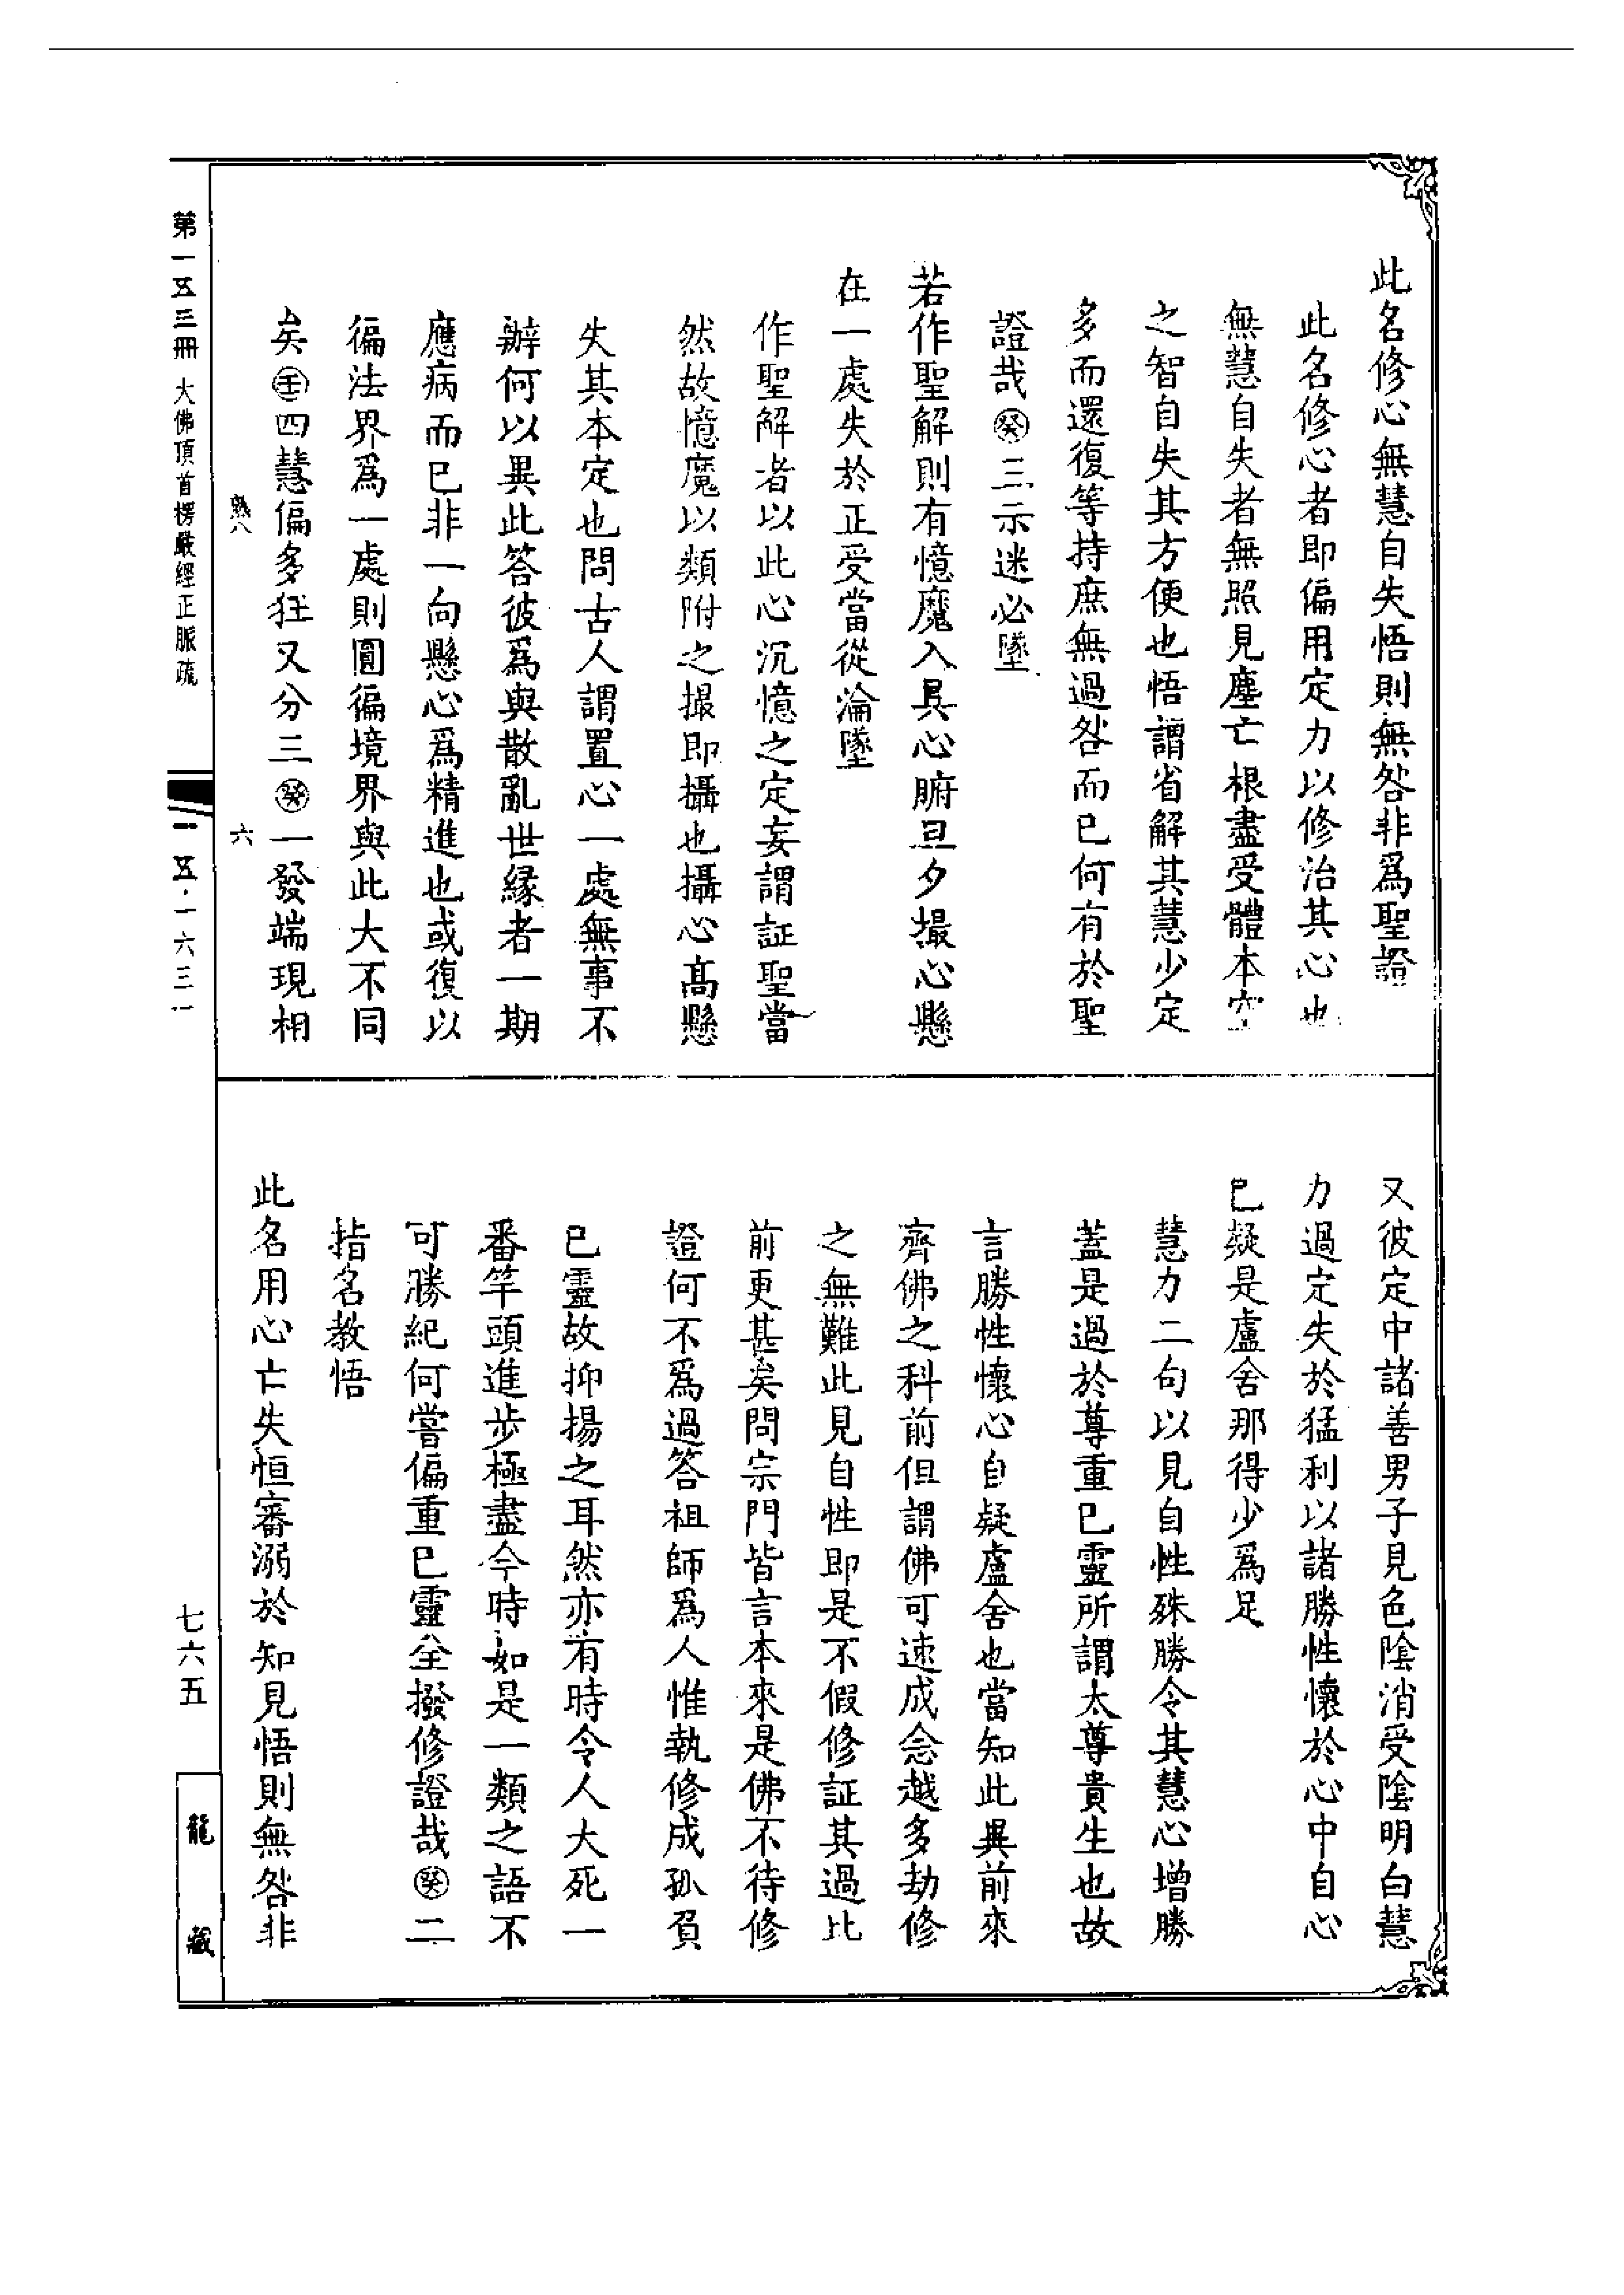 此名修心無慧自失悟則無咎非爲聖證
此名修心者即偏用定力以修治其心也
無慧自失者無照見塵亡根盡受體本空
之智自失其方便也悟謂省解其慧少定
多而還復等持庶無過咎而已何有於聖
證哉㊢三示迷必墜
若作聖解則有憶魔入具心腑旦夕撮心懸
在一處失於正受當從淪墜
作聖解者以此心沉憶之定妄謂証聖當
然故憶魔以類附之撮即攝也攝心高懸
失其本定也問古人謂置心一處無事不
辦何以異此答彼爲與散亂世緣者一期
應病而已非一向懸心爲精進也或復以
徧法界爲一處則圓徧境界與此大不同
矣㊋四慧偏多狂又分三㊢一發端現相
又彼定中諸善男子見色陰消受陰明白慧
力過定失於猛利以諸勝性懷於心中自心
已疑是盧舍那得少爲足
慧力二句以見自性殊勝令其慧心增勝
蓋是過於尊重已靈所謂太尊貴生也故
言勝性懷心自疑盧舍也當知此異前來
齊佛之科前但謂佛可速成念越多劫修
之無難此見自性即是不假修証其過比
前更甚矣問宗門皆言本來是佛不待修
證何不爲過答祖師爲人惟執修成孤負
已靈故抑揚之耳然亦有時令人大死一
番竿頭進步極盡今時如是一類之語不
可勝紀何嘗偏重已靈全撥修證哉㊢二
指名教悟
此名用心亡失恒審溺於知見悟則無咎非
第一五三冊 大佛頂首楞嚴經正脈疏
熟八
六
一五·一六三一
七六五
龍藏